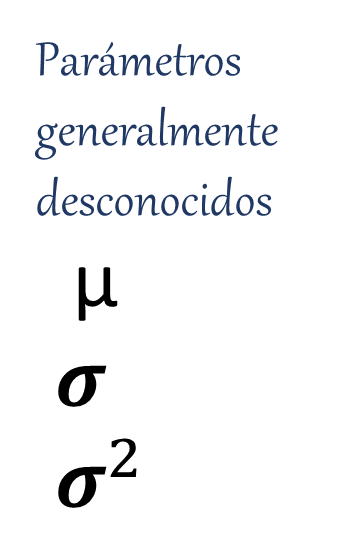 Parámetros
generalmente
desconocidos
μ
σ
σ²